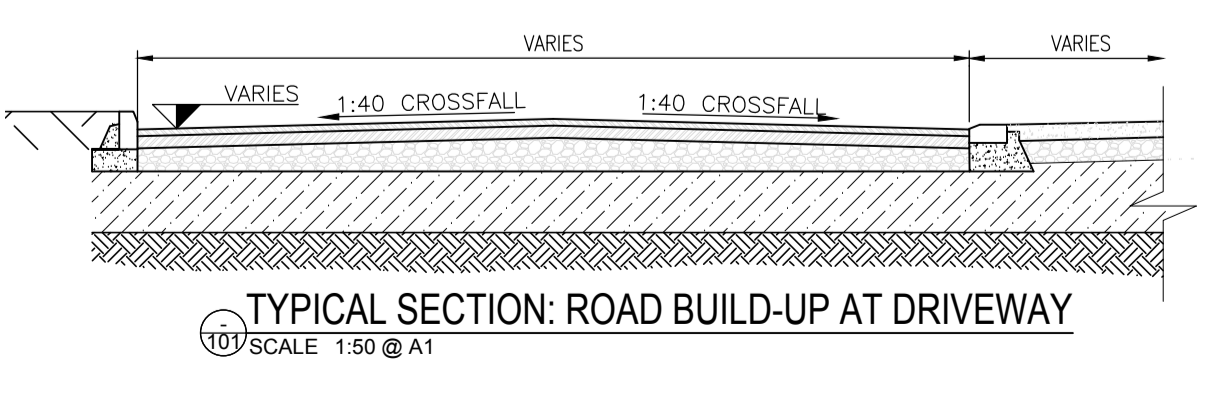 VARIES
VARIES
VARIES
1:40 CROSSFALL
1:40 CROSSFALL
TYPICAL SECTION: ROAD BUILD-UP AT DRIVEWAY
-
101
SCALE 1:50 @ A1